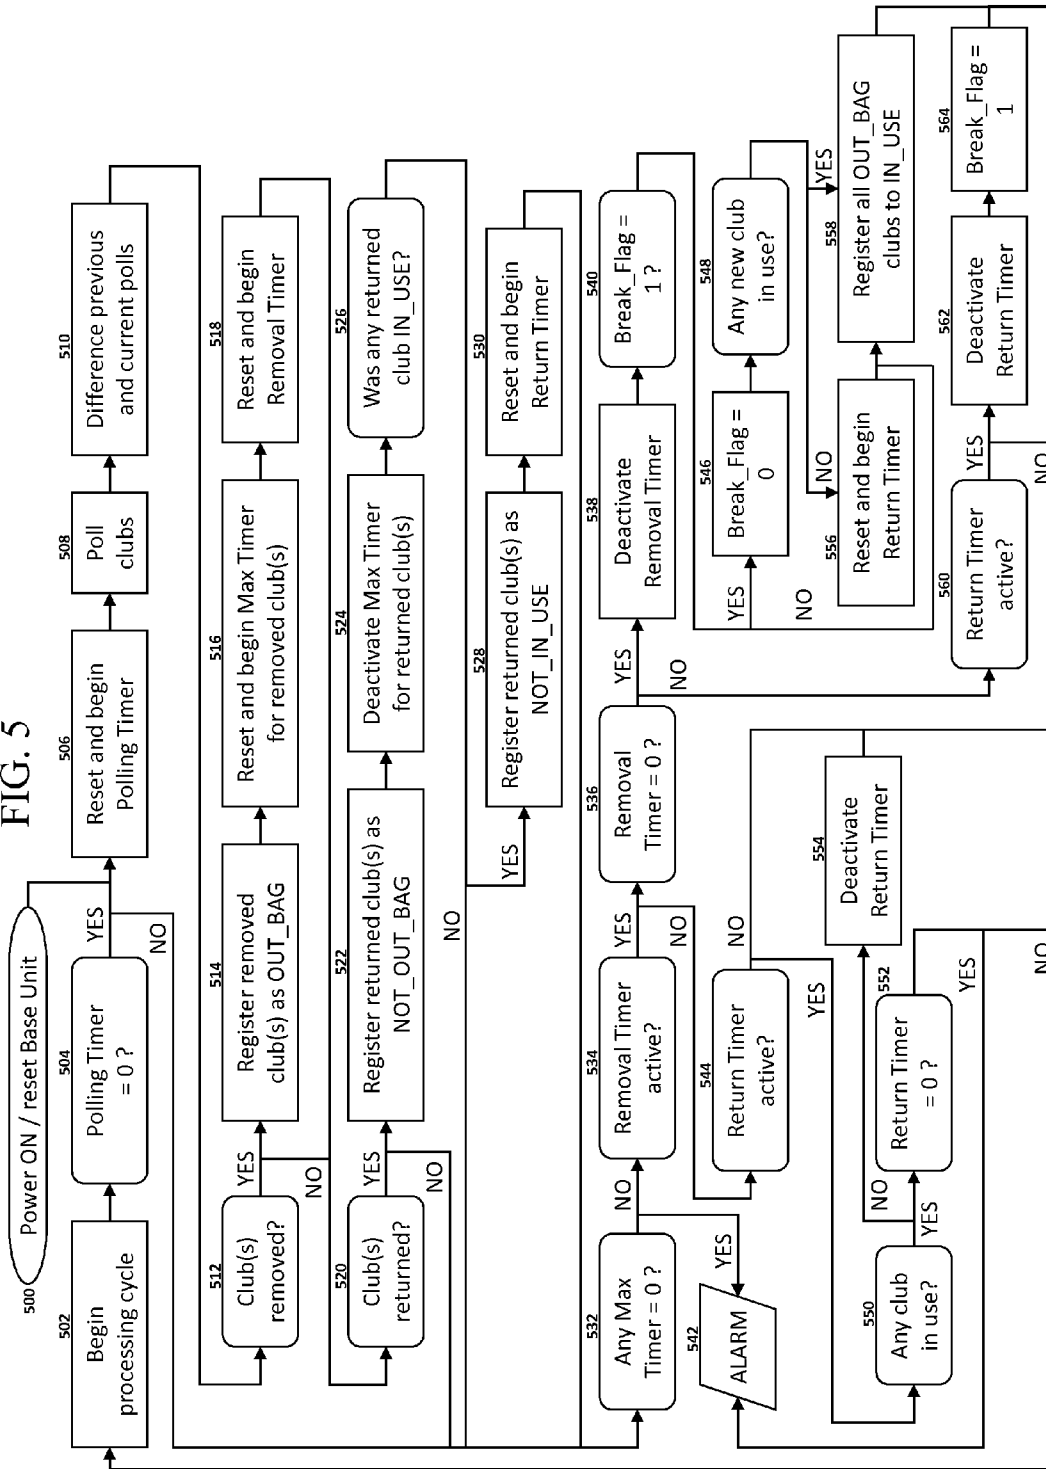 FIG. 5
500
Power ON / reset Base Unit
502
Begin
processing cycle
504
Polling Timer
= 0 ?
YES
NO
506
Reset and begin
Polling Timer
508
Poll
clubs
510
Difference previous
and current polls
512
Club(s)
removed?
YES
NO
514
Register removed
club(s) as OUT_BAG
516
Reset and begin Max Timer
for removed club(s)
518
Reset and begin
Removal Timer
520
Club(s)
returned?
YES
NO
522
Register returned club(s) as
NOT_OUT_BAG
524
Deactivate Max Timer
for returned club(s)
526
Was any returned
club IN_USE?
NO
YES
528
Register returned club(s) as
NOT_IN_USE
530
Reset and begin
Return Timer
532
Any Max
Timer = 0 ?
NO
YES
534
Removal Timer
active?
YES
NO
536
Removal
Timer = 0 ?
YES
NO
538
Deactivate
Removal Timer
540
Break_Flag =
1 ?
542
ALARM
544
Return Timer
active?
NO
YES
YES
NO
546
Break_Flag =
0
548
Any new club
in use?
NO
YES
550
Any club
in use?
NO
YES
552
Return Timer
= 0 ?
YES
NO
554
Deactivate
Return Timer
556
Reset and begin
Return Timer
558
Register all OUT_BAG
clubs to IN_USE
560
Return Timer
active?
YES
NO
562
Deactivate
Return Timer
564
Break_Flag =
1